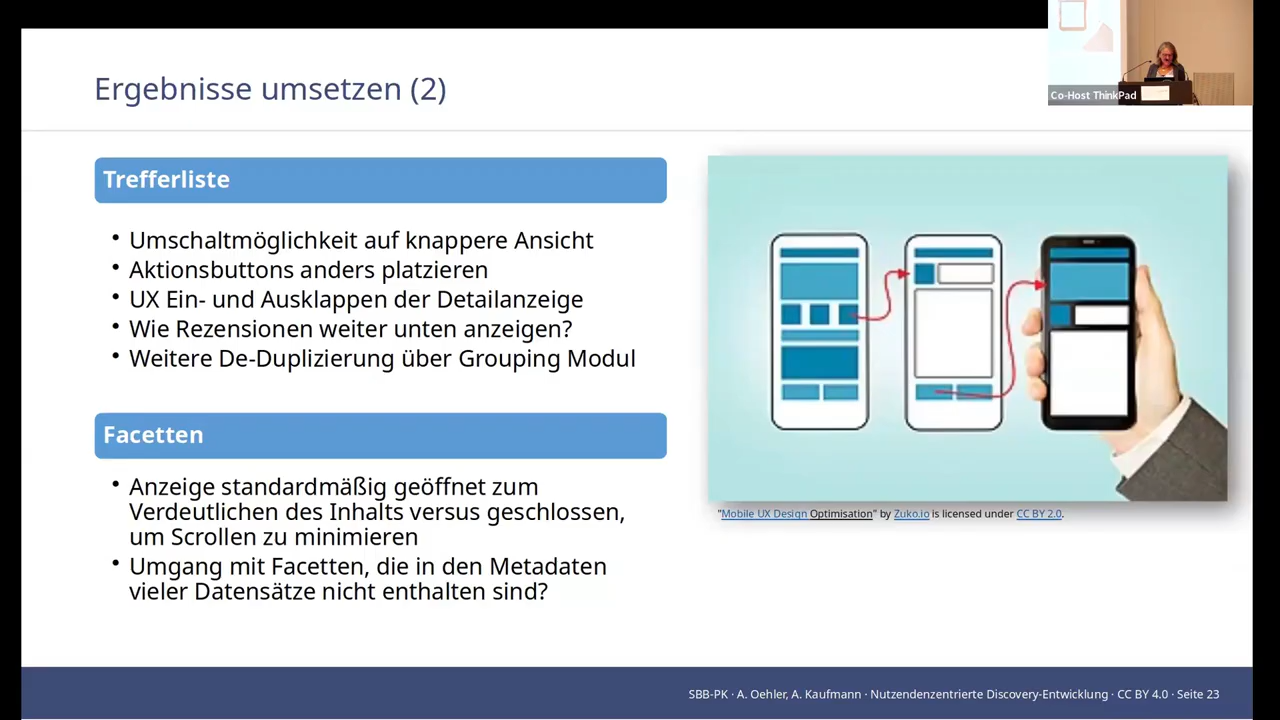 Ergebnisse umsetzen (2)
Co-Host ThinkPad
Trefferliste
• Umschaltmöglichkeit auf knappere Ansicht
• Aktionsbuttons anders platzieren
• UX Ein- und Ausklappen der Detailanzeige
• Wie Rezensionen weiter unten anzeigen?
• Weitere De-Duplizierung über Grouping Modul
Facetten
• Anzeige standardmäßig geöffnet zum
Verdeutlichen des Inhalts versus geschlossen,
um Scrollen zu minimieren
• Umgang mit Facetten, die in den Metadaten
vieler Datensätze nicht enthalten sind?
"Mobile UX Design Optimisation" by Zuko.io is licensed under CC BY 2.0.
SBB-PK · A. Oehler, A. Kaufmann · Nutzendenzentrierte Discovery-Entwicklung · CC BY 4.0 · Seite 23